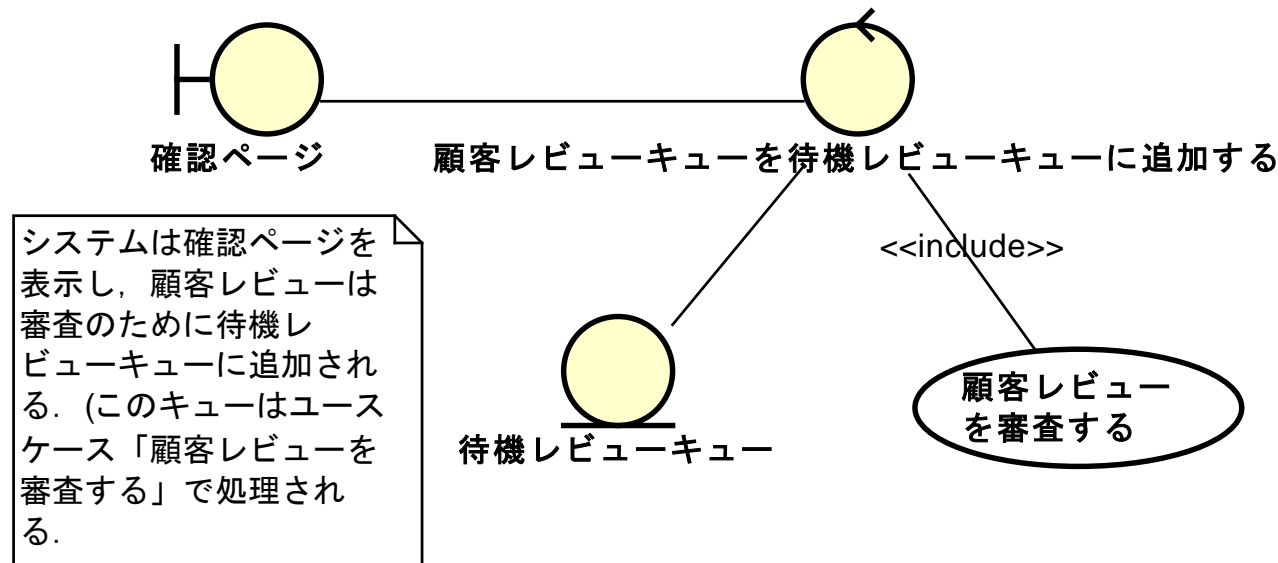 確認ページ
顧客レビューキューを待機レビューキューに追加する
システムは確認ページを
表示し，顧客レビューは
審査のために待機レ
ビューキューに追加され
る．(このキューはユース
ケース「顧客レビューを
審査する」で処理され
る．
<<include>>
待機レビューキュー
顧客レビュー
を審査する